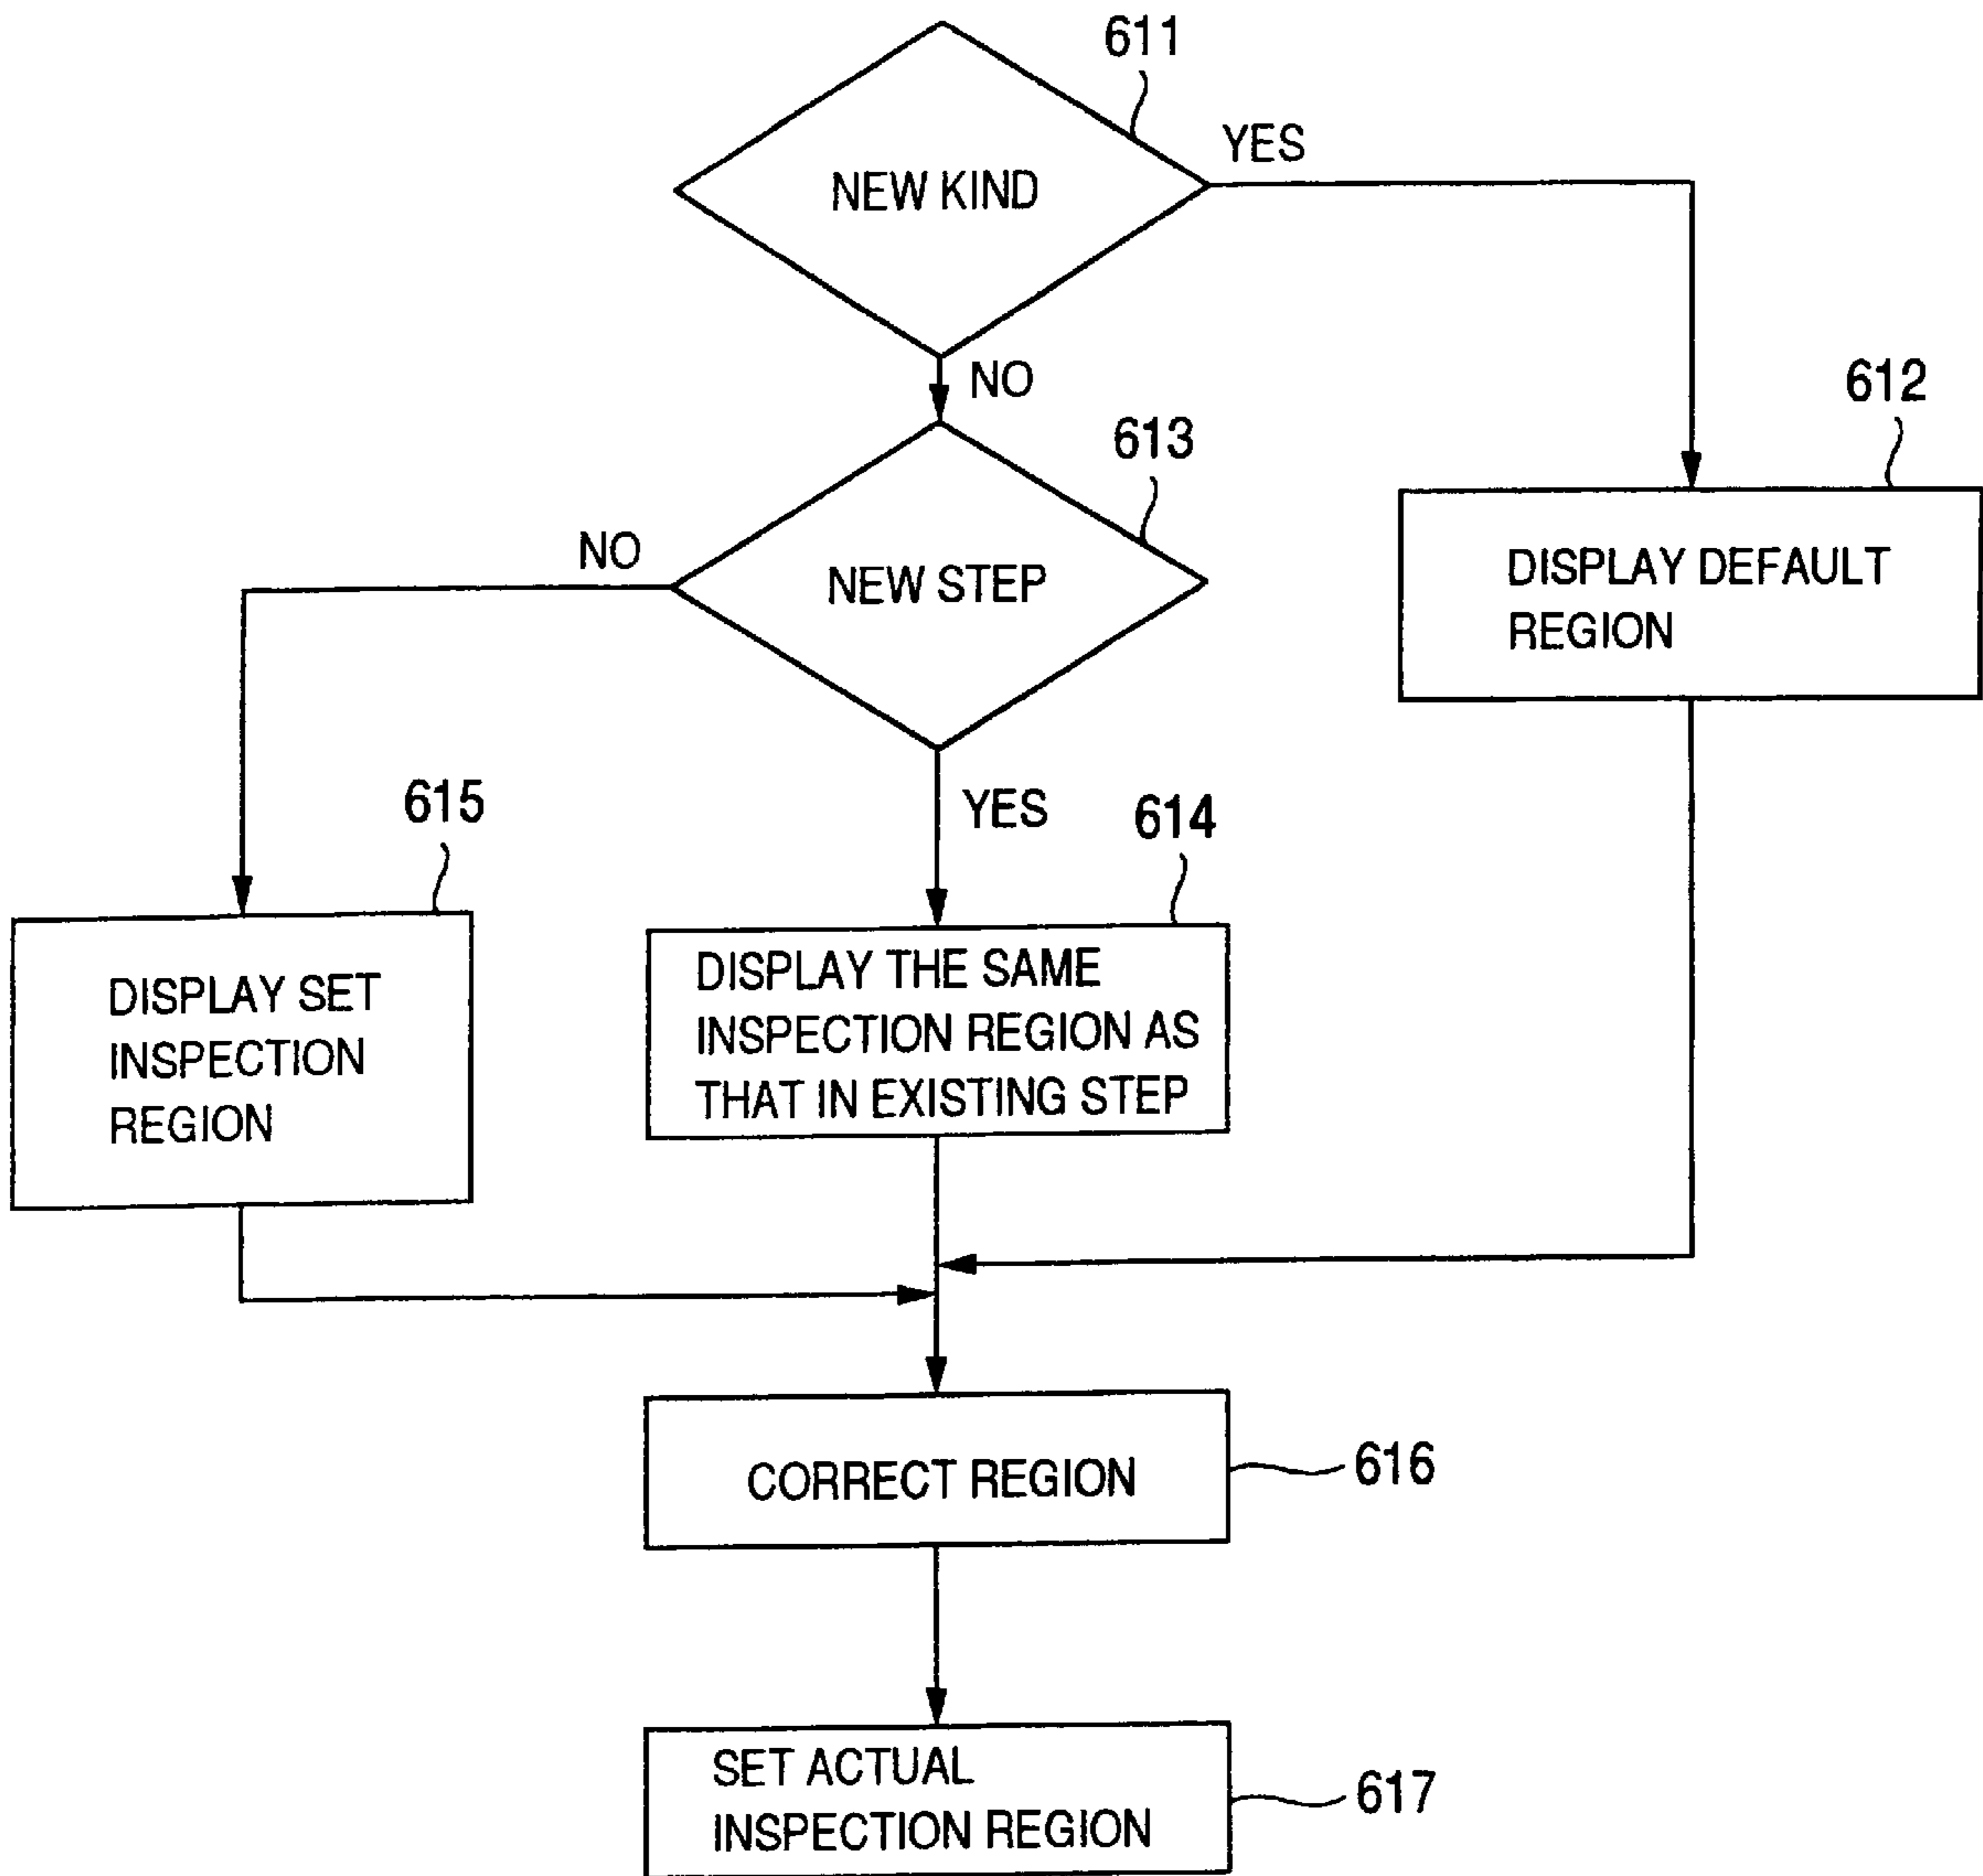 611
YES
NEW KIND
NO
612
613
NO
NEW STEP
DISPLAY DEFAULT
REGION
615
YES
614
DISPLAY SET
INSPECTION
REGION
DISPLAY THE SAME
INSPECTION REGION AS
THAT IN EXISTING STEP
CORRECT REGION
616
SET ACTUAL
INSPECTION REGION
617